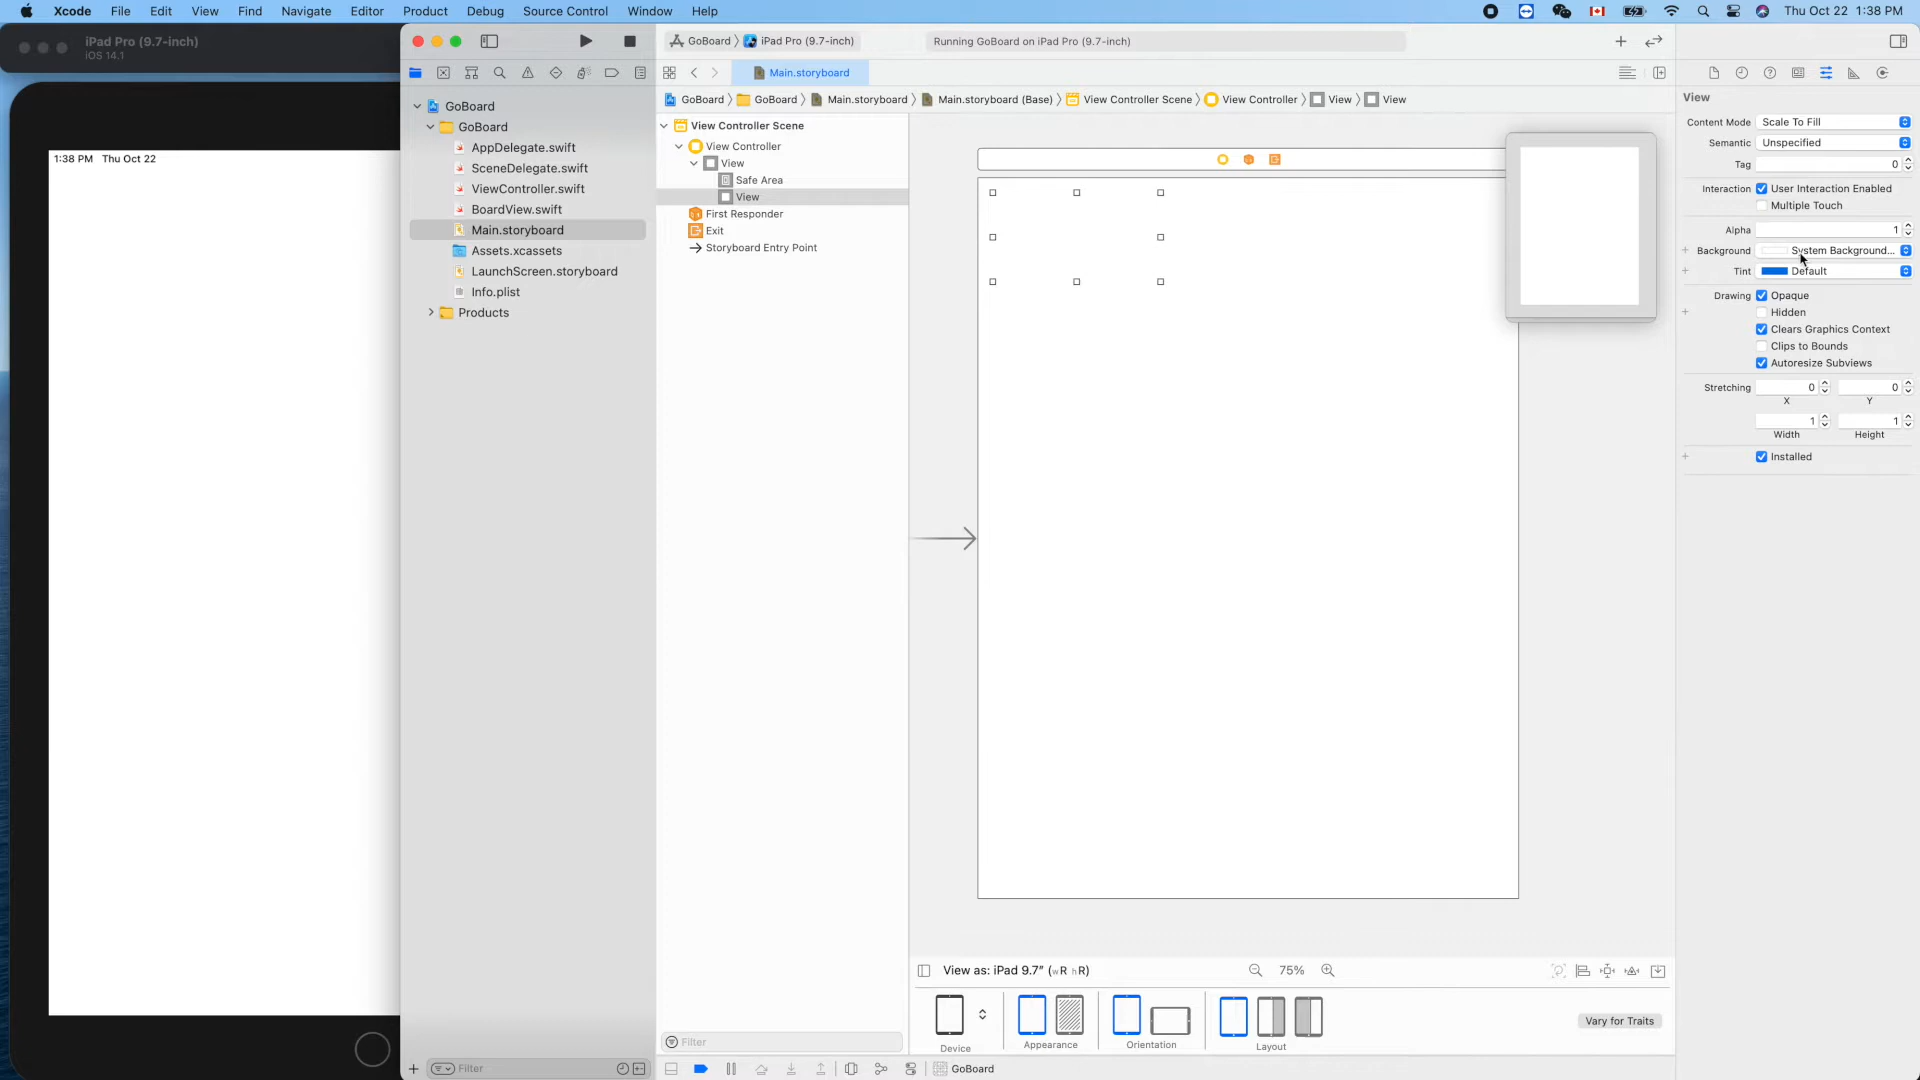 Xcode File Edit View Find Navigate Editor Product Debug Source Control Window Help Thu Oct 22 1:38 PM
iPad Pro (9.7-inch)
iOS 14.1
GoBoard iPad Pro (9.7-inch)
Running GoBoard on iPad Pro (9.7-inch)
Main.storyboard
GoBoard GoBoard Main.storyboard Main.storyboard (Base) View Controller Scene View Controller View View
1:38 PM Thu Oct 22
GoBoard
GoBoard
AppDelegate.swift
SceneDelegate.swift
ViewController.swift
BoardView.swift
Main.storyboard
Assets.xcassets
LaunchScreen.storyboard
Info.plist
Products
Filter
View Controller Scene
View Controller
View
Safe Area
View
First Responder
Exit
Storyboard Entry Point
Filter
View as: iPad 9.7" (wR hR)
75%
Device
Appearance
Orientation
Layout
Vary for Traits
GoBoard
View
Content Mode Scale To Fill
Semantic Unspecified
Tag 0
Interaction User Interaction Enabled
Multiple Touch
Alpha 1
Background System Background...
Tint Default
Drawing Opaque
Hidden
Clears Graphics Context
Clips to Bounds
Autoresize Subviews
Stretching 0 0
X Y
1 1
Width Height
Installed